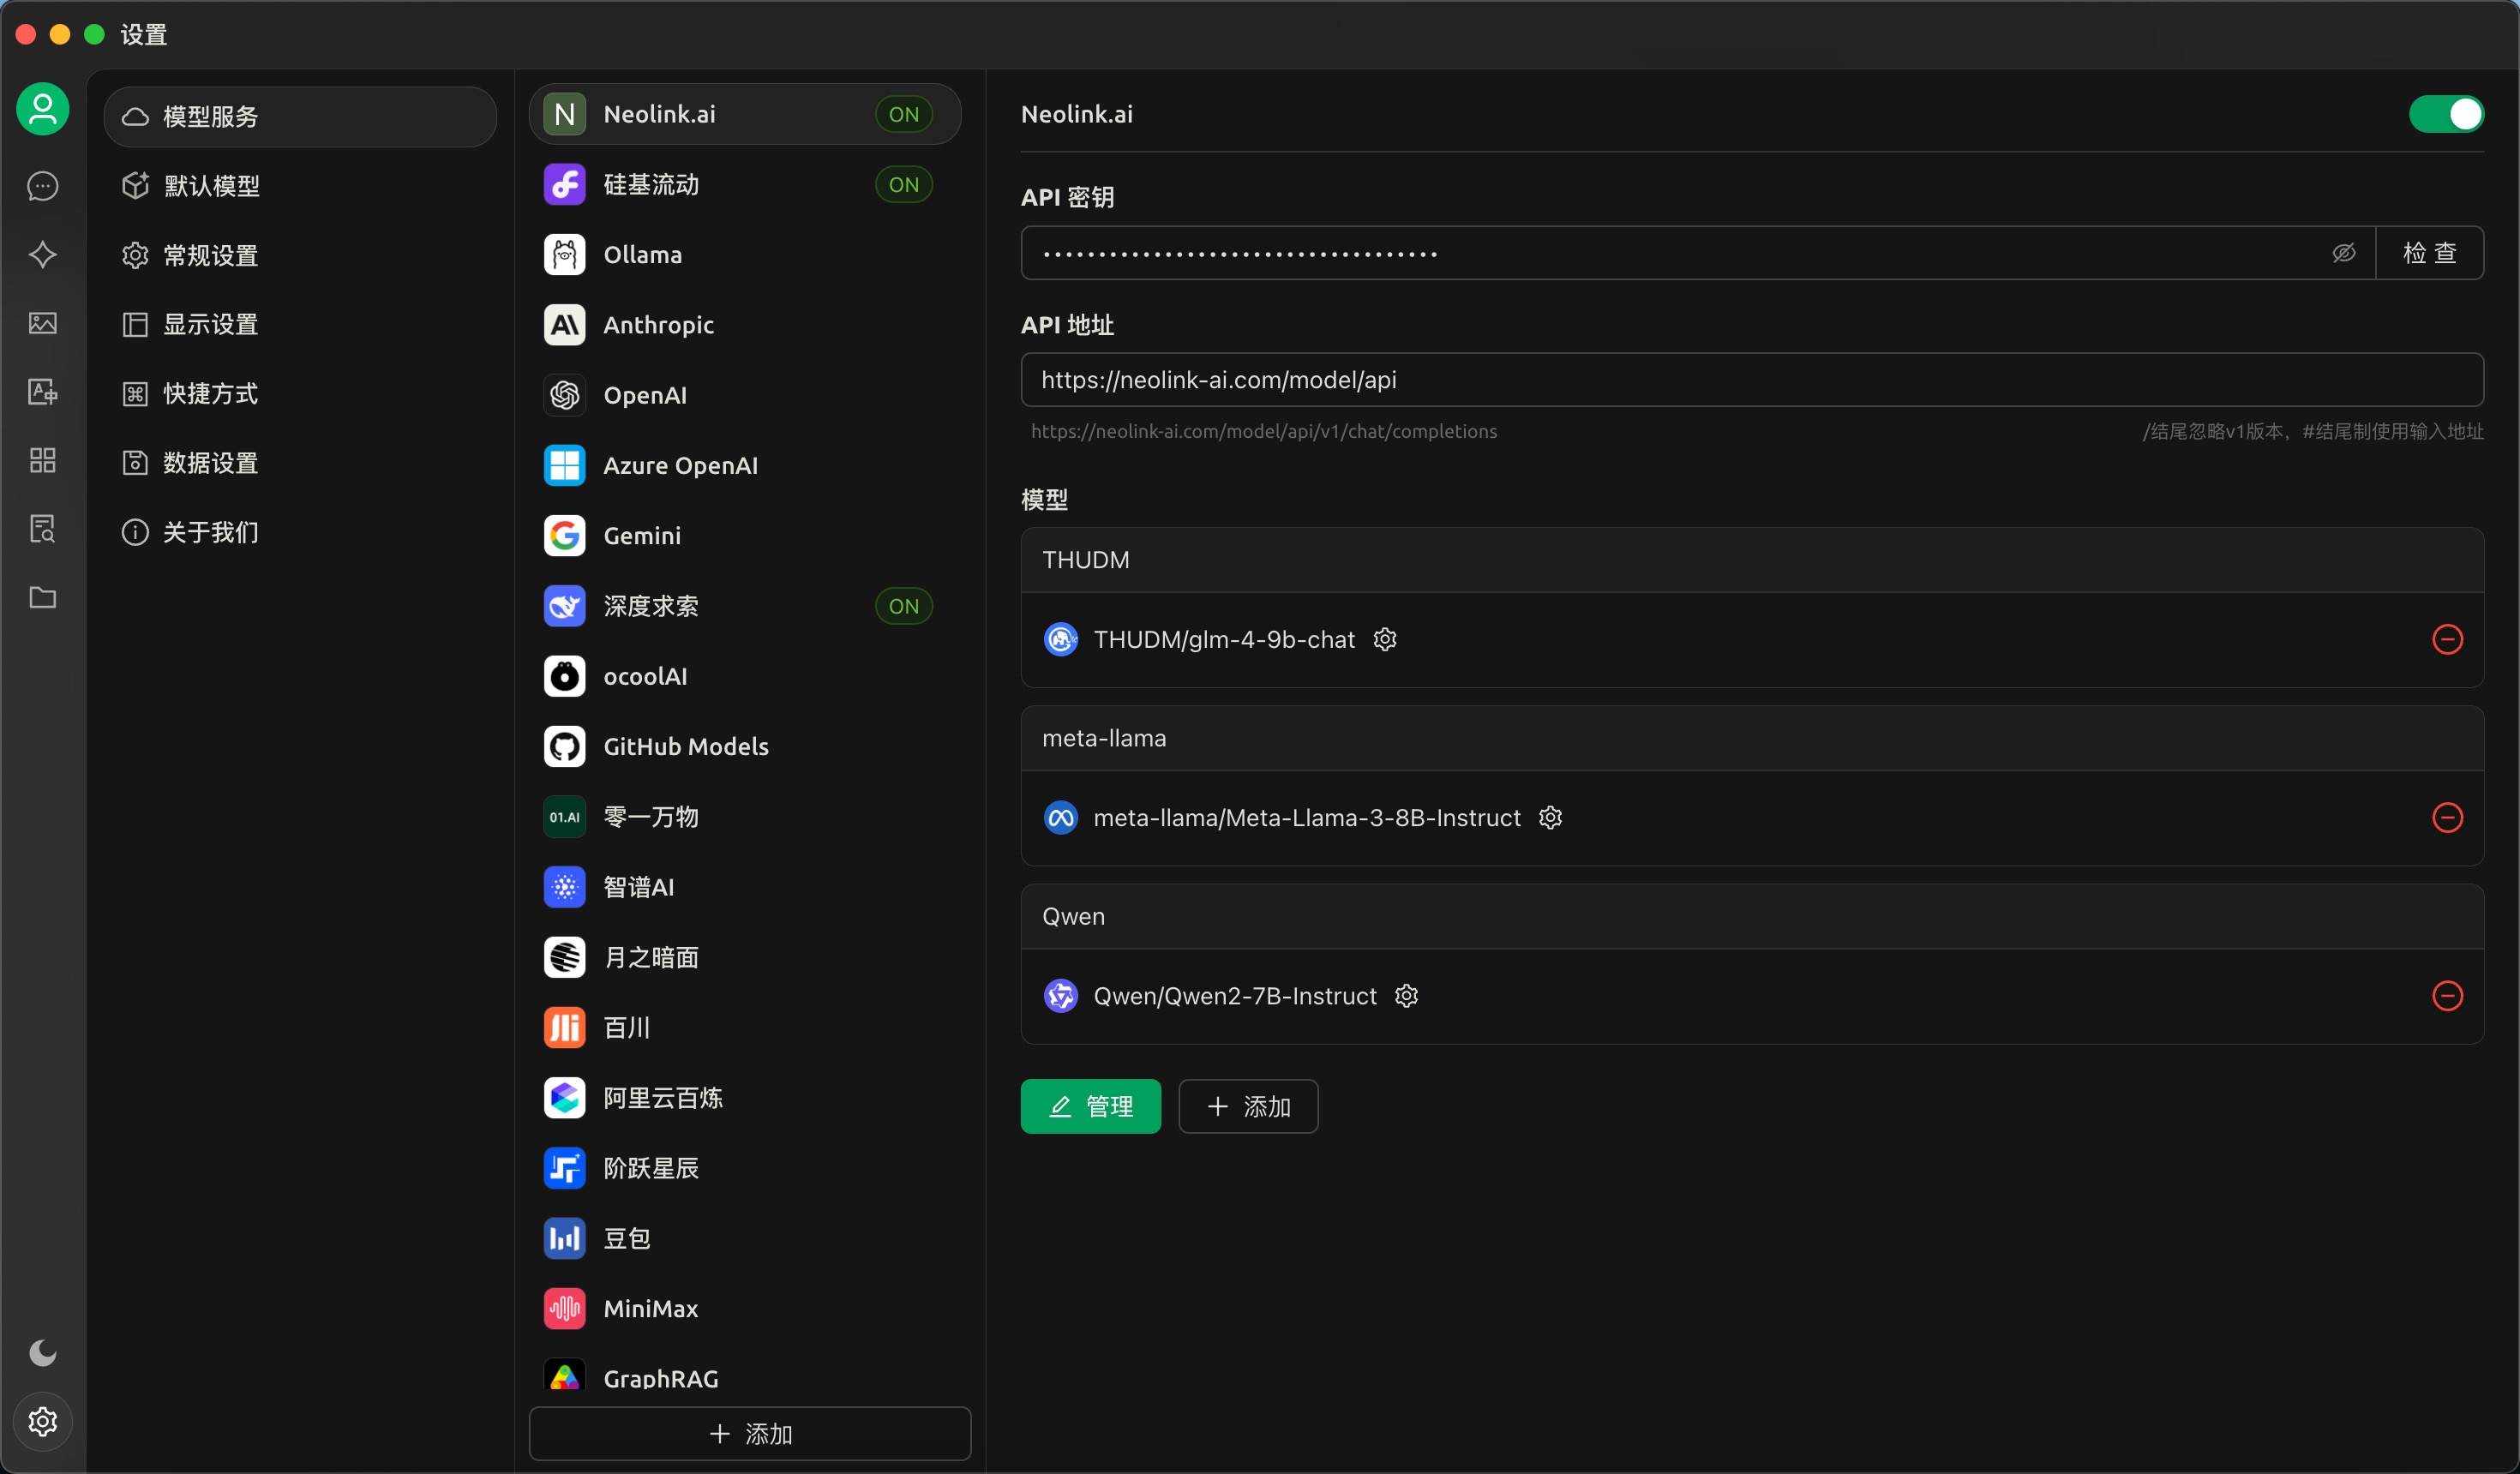 设置
模型服务
默认模型
常规设置
显示设置
快捷方式
数据设置
关于我们
N Neolink.ai ON
硅基流动 ON
Ollama
Anthropic
OpenAI
Azure OpenAI
Gemini
深度求索 ON
ocoolAI
GitHub Models
01.AI 零一万物
智谱AI
月之暗面
百川
阿里云百炼
阶跃星辰
豆包
MiniMax
GraphRAG
添加
Neolink.ai
API 密钥
检 查
API 地址
https://neolink-ai.com/model/api
https://neolink-ai.com/model/api/v1/chat/completions /结尾忽略v1版本，#结尾制使用输入地址
模型
THUDM
THUDM/glm-4-9b-chat
meta-llama
meta-llama/Meta-Llama-3-8B-Instruct
Qwen
Qwen/Qwen2-7B-Instruct
管理 添加